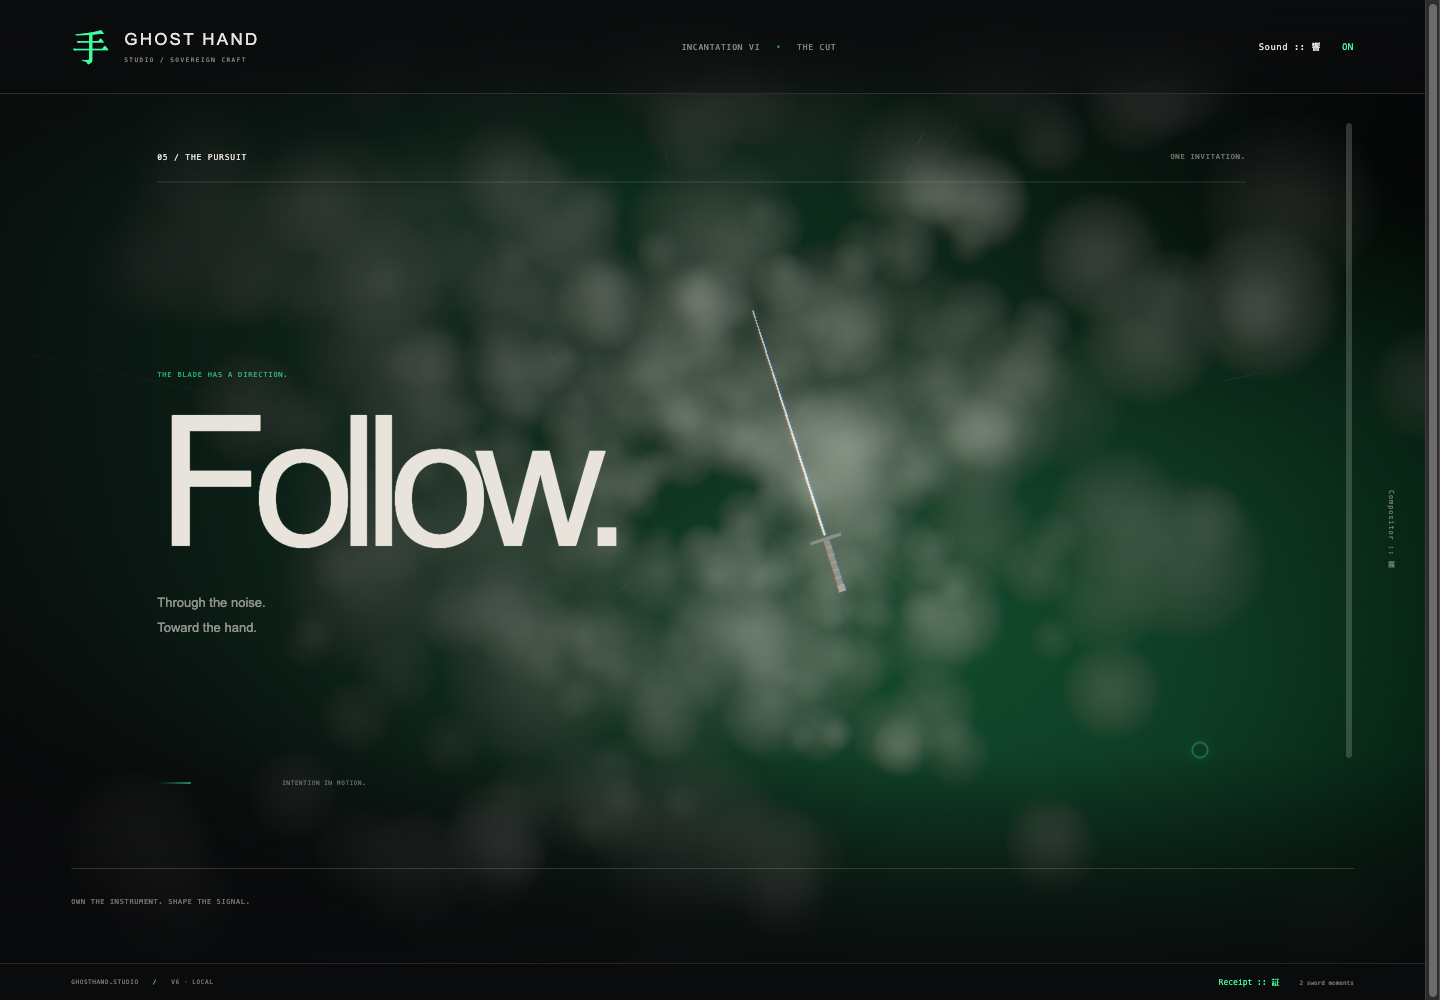 手 GHOST HAND
STUDIO / SOVEREIGN CRAFT
INCANTATION VI • THE CUT
Sound :: 響 ON
05 / THE PURSUIT
ONE INVITATION.
THE BLADE HAS A DIRECTION.
Follow.
Through the noise.
Toward the hand.
INTENTION IN MOTION.
Compositor ::
OWN THE INSTRUMENT. SHAPE THE SIGNAL.
GHOSTHAND.STUDIO / V6 · LOCAL
Receipt :: 証 2 sword moments